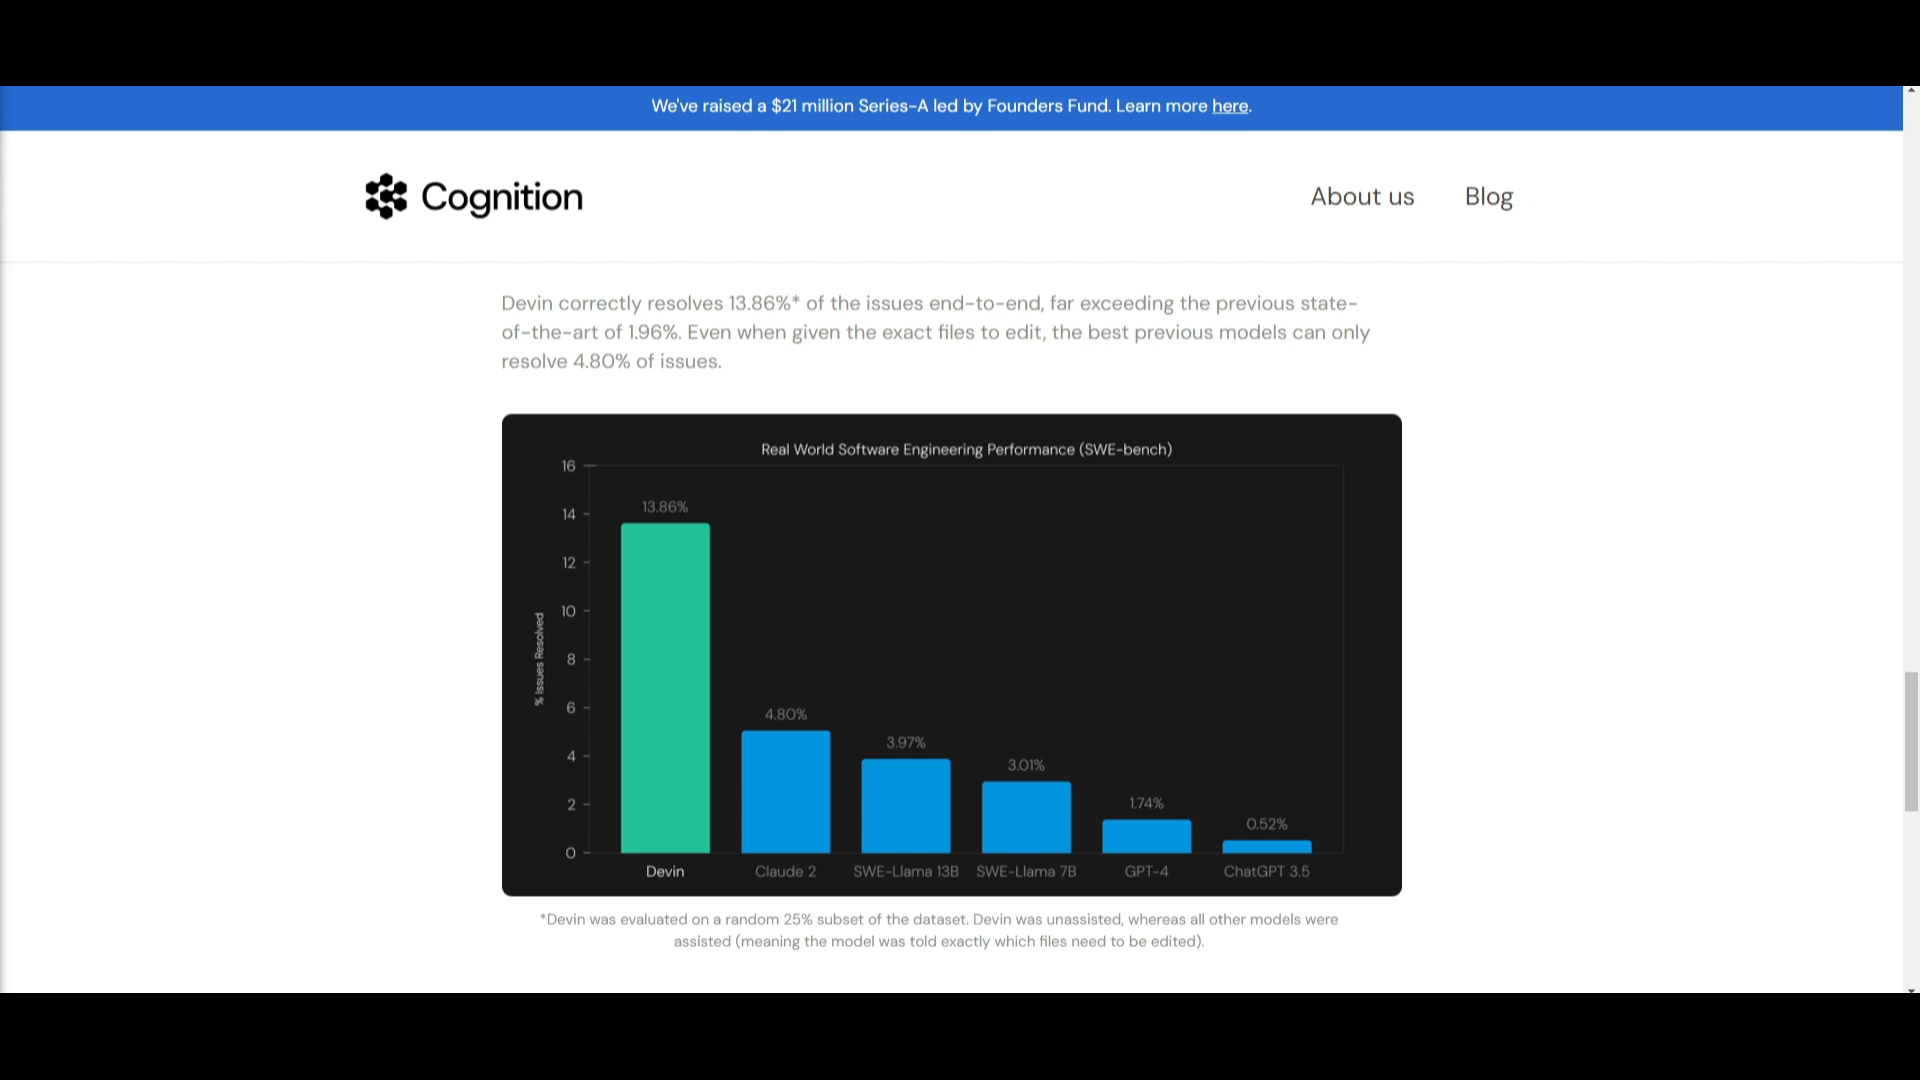 We've raised a $21 million Series-A led by Founders Fund. Learn more here.
Cognition
About us
Blog
Devin correctly resolves 13.86%* of the issues end-to-end, far exceeding the previous state-
of-the-art of 1.96%. Even when given the exact files to edit, the best previous models can only
resolve 4.80% of issues.
Real World Software Engineering Performance (SWE-bench)
% Issues Resolved
16
14
12
10
8
6
4
2
0
13.86%
4.80%
3.97%
3.01%
1.74%
0.52%
Devin
Claude 2
SWE-Llama 13B
SWE-Llama 7B
GPT-4
ChatGPT 3.5
*Devin was evaluated on a random 25% subset of the dataset. Devin was unassisted, whereas all other models were
assisted (meaning the model was told exactly which files need to be edited).